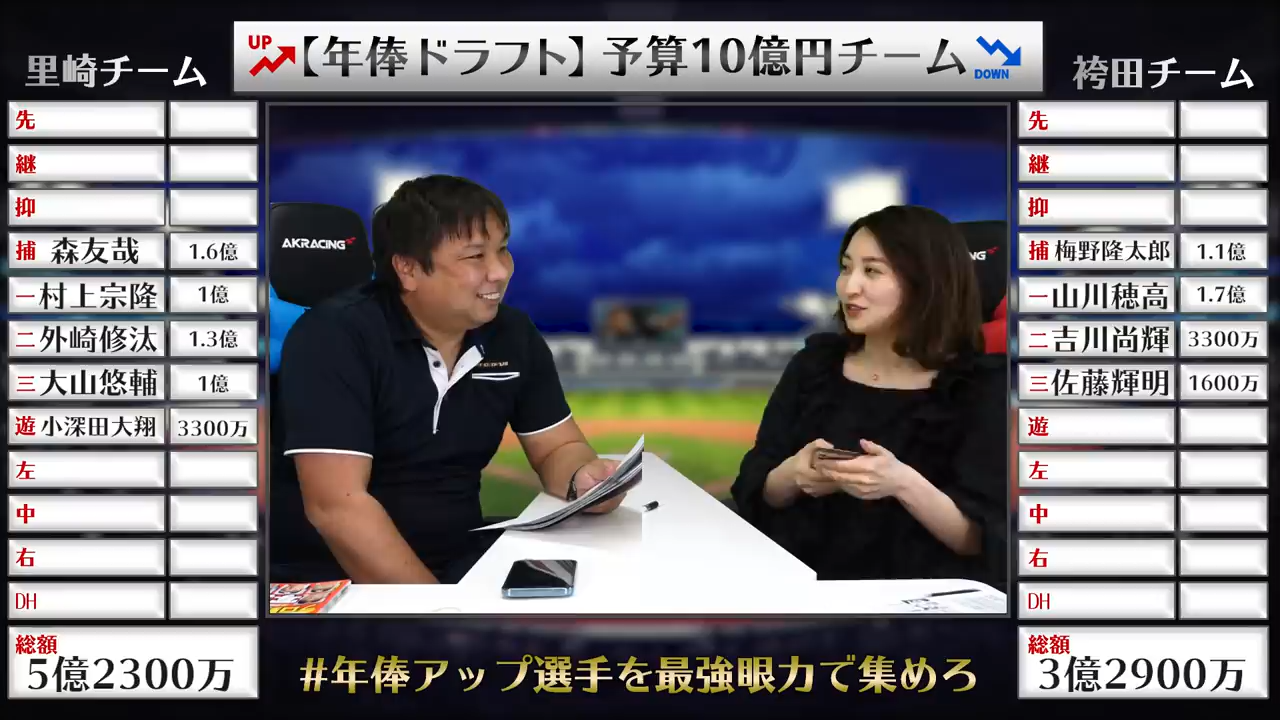 UP
【年俸ドラフト】予算10億円チーム
DOWN
里崎チーム
先
継
抑
捕 森友哉 1.6億
一 村上宗隆 1億
二 外崎修汰 1.3億
三 大山悠輔 1億
遊 小深田大翔 3300万
左
中
右
DH
総額
5億2300万
AKRACING
NG
袴田チーム
先
継
抑
捕 梅野隆太郎 1.1億
一 山川穂高 1.7億
二 吉川尚輝 3300万
三 佐藤輝明 1600万
遊
左
中
右
DH
総額
3億2900万
#年俸アップ選手を最強眼力で集めろ